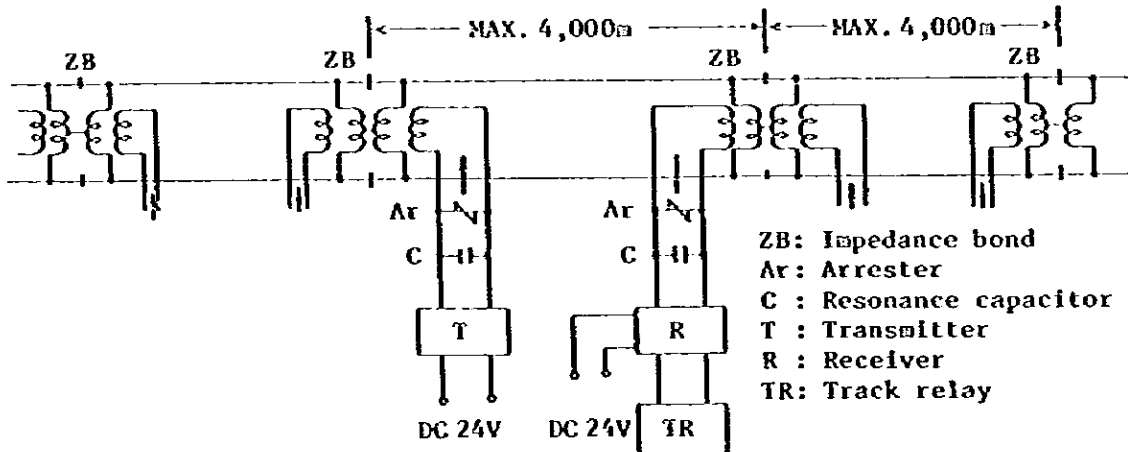 MAX. 4,000m MAX. 4,000m
ZB ZB ZB ZB
Ar Ar
C C
T R
DC 24V DC 24V TR
ZB: Impedance bond
Ar: Arrester
C : Resonance capacitor
T : Transmitter
R : Receiver
TR: Track relay